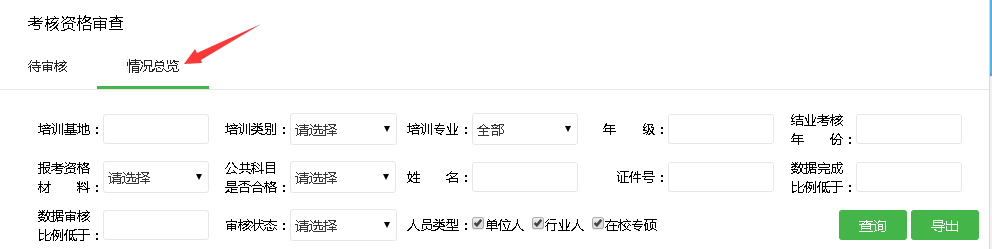 考核资格审查
待审核 情况总览
培训基地： 培训类别： 请选择 培训专业： 全部 年 级： 结业考核年 份：
报考资格材 料： 请选择 公共科目是否合格： 请选择 姓 名： 证件号： 数据完成比例低于：
数据审核比例低于： 审核状态： 请选择 人员类型： 单位人 行业人 在校专硕 查询 导出